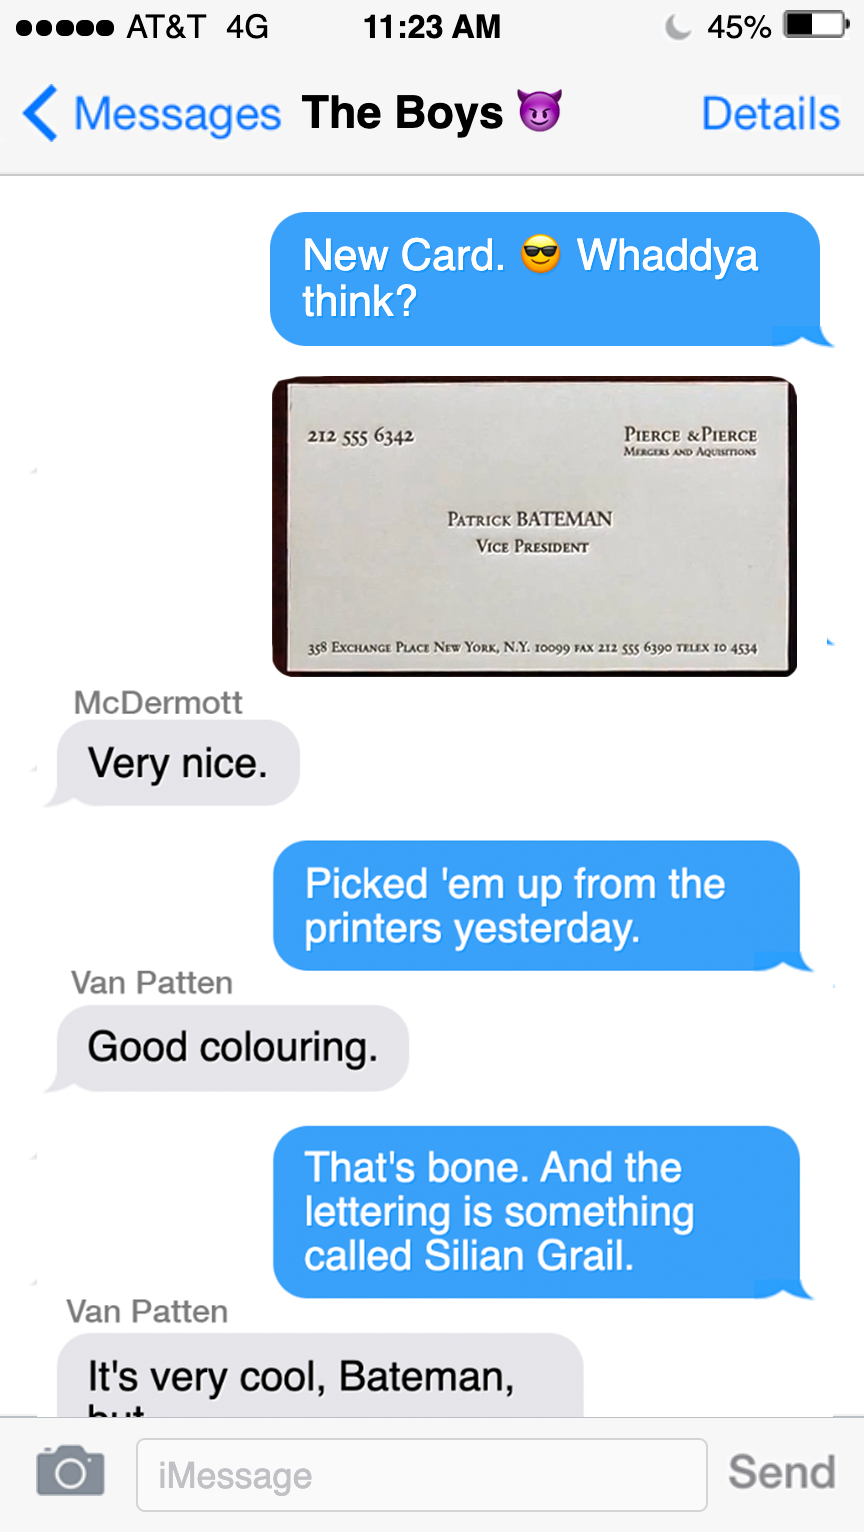 AT&T 4G 11:23 AM 45%
Messages The Boys 😈 Details
New Card. 😎 Whaddya
think?
212 555 6342
PIERCE & PIERCE
MERGERS AND AQUISITIONS
PATRICK BATEMAN
VICE PRESIDENT
358 EXCHANGE PLACE NEW YORK, N.Y. 10099 FAX 212 555 6390 TELEX 10 4534
McDermott
Very nice.
Picked 'em up from the
printers yesterday.
Van Patten
Good colouring.
That's bone. And the
lettering is something
called Silian Grail.
Van Patten
It's very cool, Bateman,
but
iMessage Send